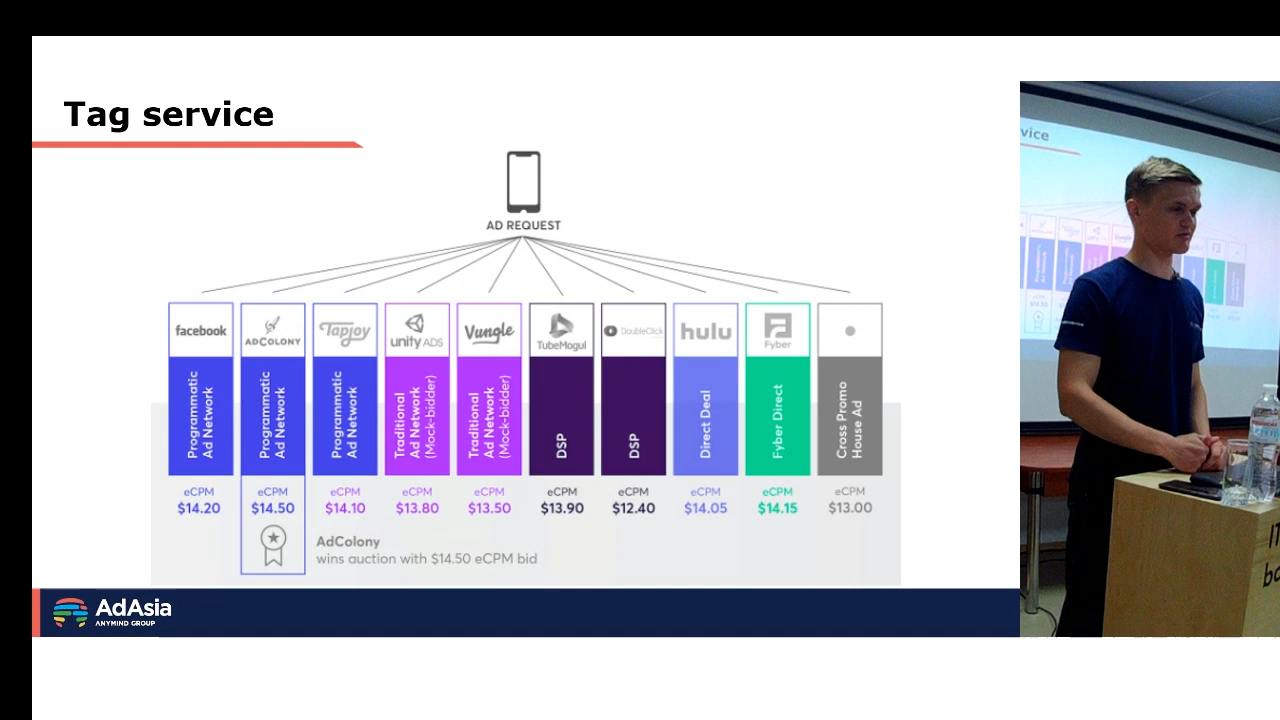 Tag service
AD REQUEST
facebook
ADCOLONY
Tapjoy
unity ADS
Vungle
TubeMogul
DoubleClick
hulu
Fyber
Programmatic
Ad Network
Programmatic
Ad Network
Programmatic
Ad Network
Traditional
Ad Network
(Mock-bidder)
Traditional
Ad Network
(Mock-bidder)
DSP
DSP
Direct Deal
Fyber Direct
Cross Promo
House Ad
eCPM
$14.20
eCPM
$14.50
eCPM
$14.10
eCPM
$13.80
eCPM
$13.50
eCPM
$13.90
eCPM
$12.40
eCPM
$14.05
eCPM
$14.15
eCPM
$13.00
AdColony
wins auction with $14.50 eCPM bid
AdAsia
ANYMIND GROUP
vice